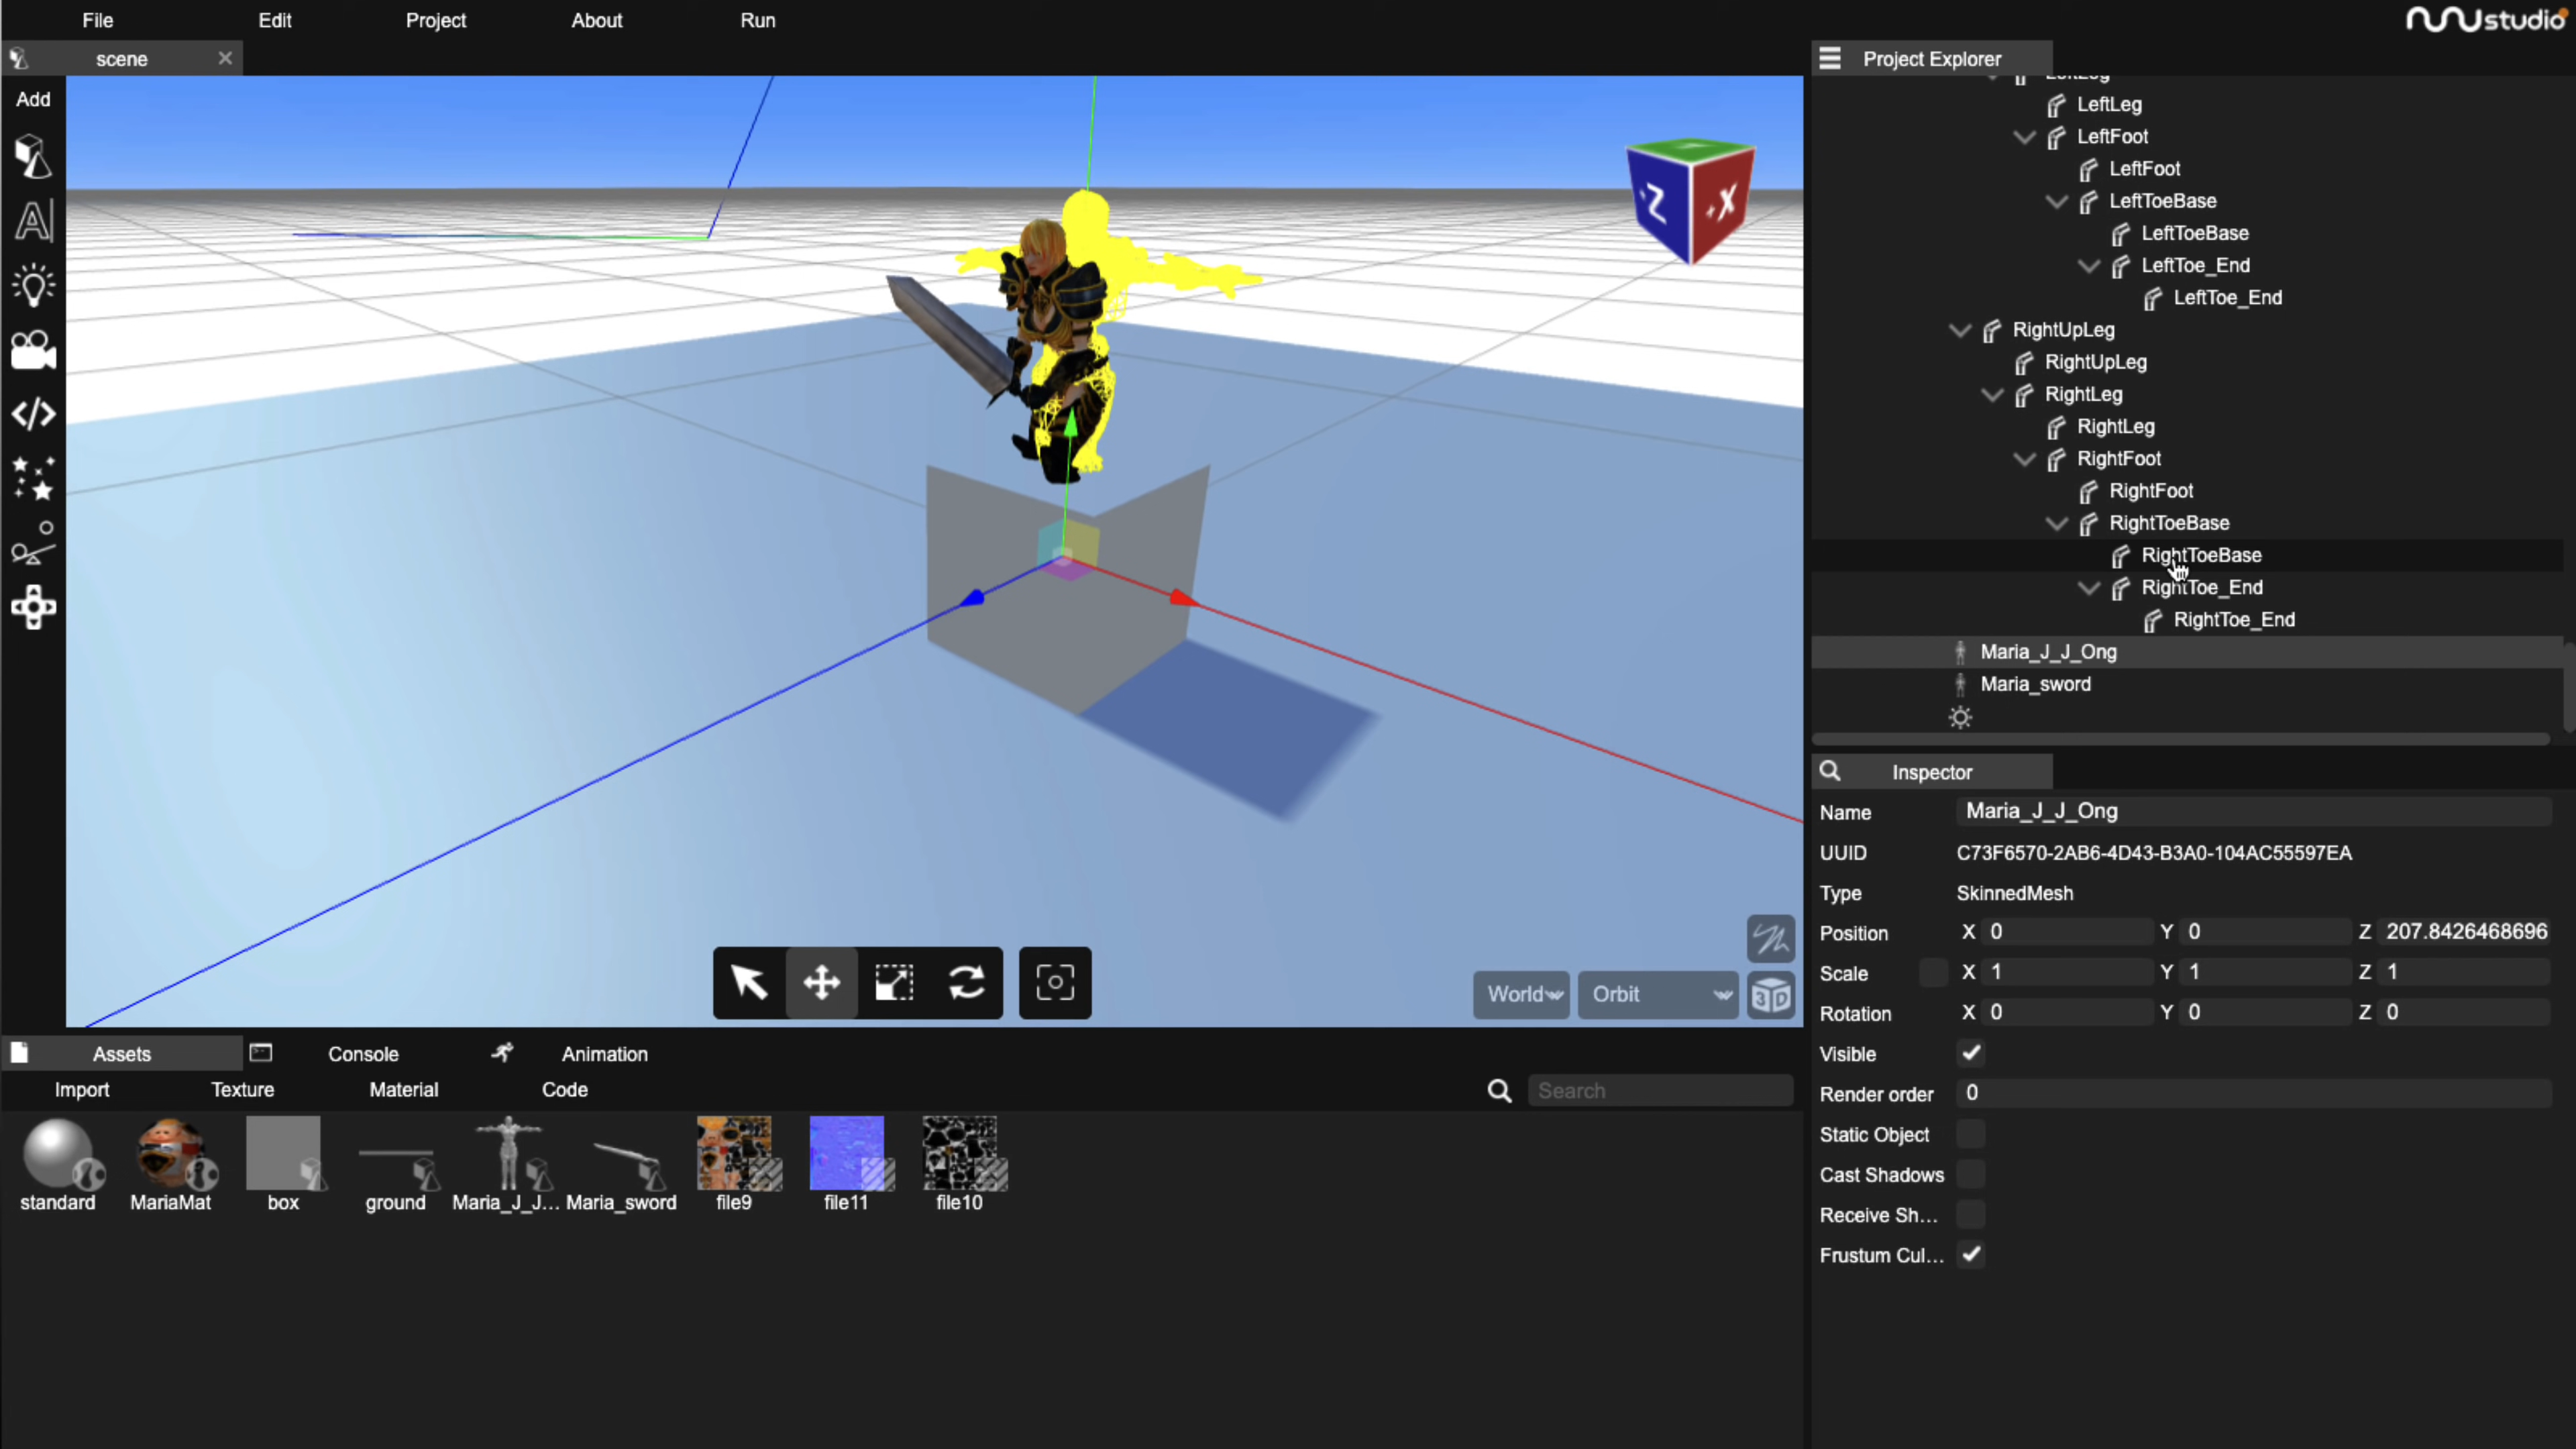 File Edit Project About Run
studio
scene
Project Explorer
Add
LeftLeg
LeftLeg
LeftFoot
LeftFoot
LeftToeBase
LeftToeBase
LeftToe_End
LeftToe_End
RightUpLeg
RightUpLeg
RightLeg
RightLeg
RightFoot
RightFoot
RightToeBase
RightToeBase
RightToe_End
RightToe_End
Maria_J_J_Ong
Maria_sword
-Z +X
World Orbit 3D
Inspector
Name Maria_J_J_Ong
UUID C73F6570-2AB6-4D43-B3A0-104AC55597EA
Type SkinnedMesh
Position X 0 Y 0 Z 207.8426468696
Scale X 1 Y 1 Z 1
Rotation X 0 Y 0 Z 0
Visible
Render order 0
Static Object
Cast Shadows
Receive Sh...
Frustum Cul...
Assets Console Animation
Import Texture Material Code
Search
standard MariaMat box ground Maria_J_J... Maria_sword file9 file11 file10